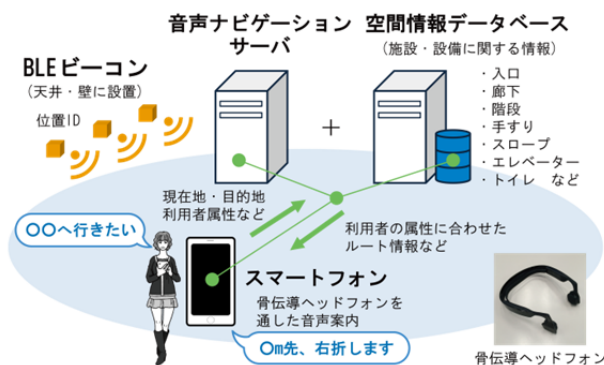 音声ナビゲーション
サーバ
空間情報データベース
(施設・設備に関する情報)
・入口
・廊下
・階段
・手すり
・スロープ
・エレベーター
・トイレ など
BLEビーコン
(天井・壁に設置)
位置ID
+
現在地・目的地
利用者属性など
利用者の属性に合わせた
ルート情報など
〇〇へ行きたい
スマートフォン
骨伝導ヘッドフォンを
通した音声案内
〇m先、右折します
骨伝導ヘッドフォン